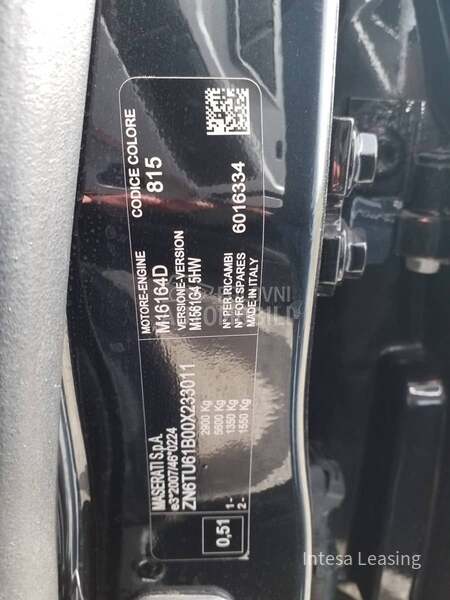 MASERATI S.p.A.
e3*2007/46*0224
ZN6TU61B00X233011
2900 Kg
5600 Kg
1- 1350 Kg
2- 1550 Kg
0,51
MOTORE-ENGINE
M16164D
VERSIONE-VERSION
M1561G4 5HW
N° PER RICAMBI
N° FOR SPARES
MADE IN ITALY
CODICE COLORE
815
6016334
Intesa Leasing